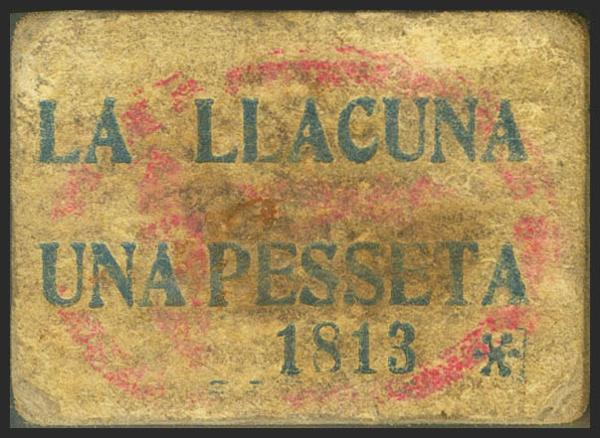 LA LLACUNA
UNA PESSETA
1813 *